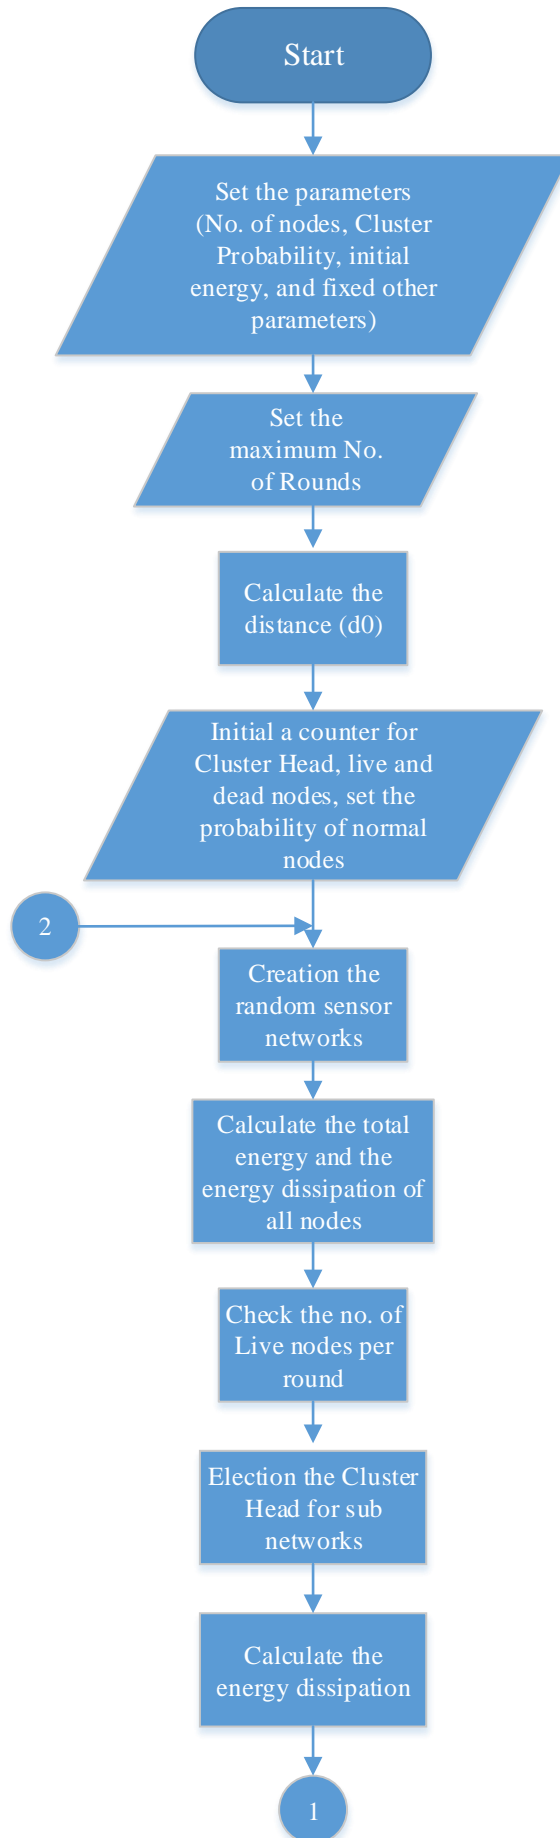 Start
Set the parameters
(No. of nodes, Cluster
Probability, initial
energy, and fixed other
parameters)
Set the
maximum No.
of Rounds
Calculate the
distance (d0)
Initial a counter for
Cluster Head, live and
dead nodes, set the
probability of normal
nodes
2
Creation the
random sensor
networks
Calculate the total
energy and the
energy dissipation of
all nodes
Check the no. of
Live nodes per
round
Election the Cluster
Head for sub
networks
Calculate the
energy dissipation
1